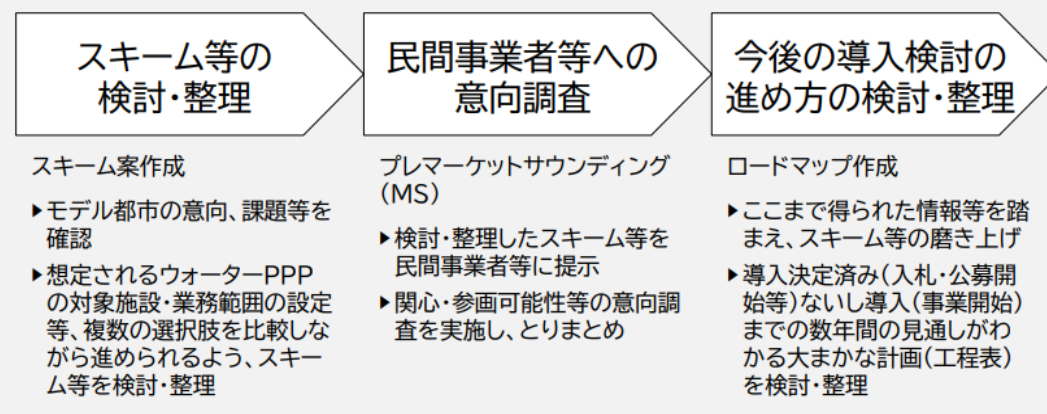 スキーム等の
検討・整理
スキーム案作成
▶モデル都市の意向、課題等を
確認
▶想定されるウォーターPPP
の対象施設・業務範囲の設定
等、複数の選択肢を比較しな
がら進められるよう、スキー
ム等を検討・整理
民間事業者等への
意向調査
プレマーケットサウンディング
(MS)
▶検討・整理したスキーム等を
民間事業者等に提示
▶関心・参画可能性等の意向調
査を実施し、とりまとめ
今後の導入検討の
進め方の検討・整理
ロードマップ作成
▶ここまで得られた情報等を踏
まえ、スキーム等の磨き上げ
▶導入決定済み(入札・公募開
始等)ないし導入(事業開始)
までの数年間の見通しがわ
かる大まかな計画(工程表)
を検討・整理